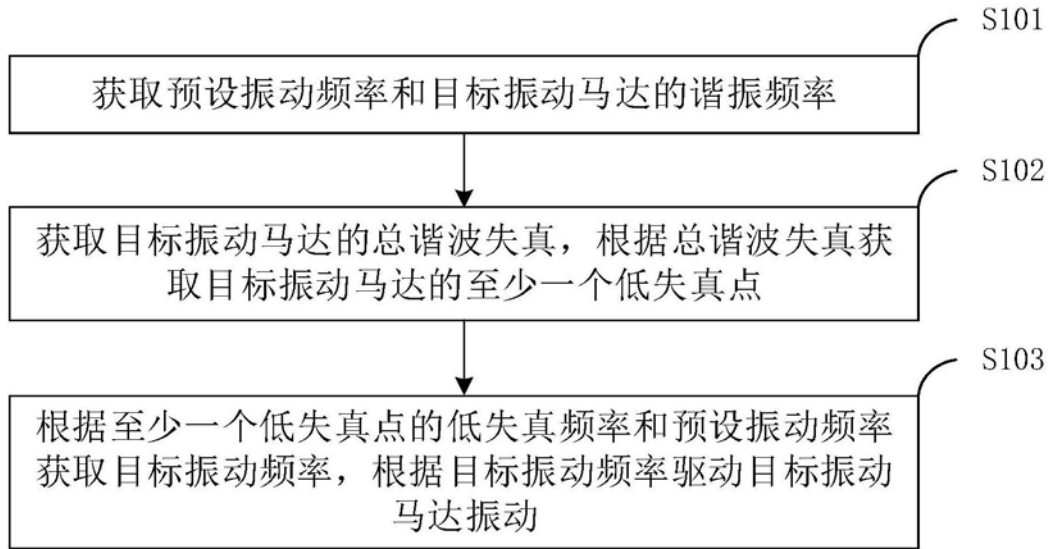 S101
获取预设振动频率和目标振动马达的谐振频率
S102
获取目标振动马达的总谐波失真，根据总谐波失真获
取目标振动马达的至少一个低失真点
S103
根据至少一个低失真点的低失真频率和预设振动频率
获取目标振动频率，根据目标振动频率驱动目标振动
马达振动